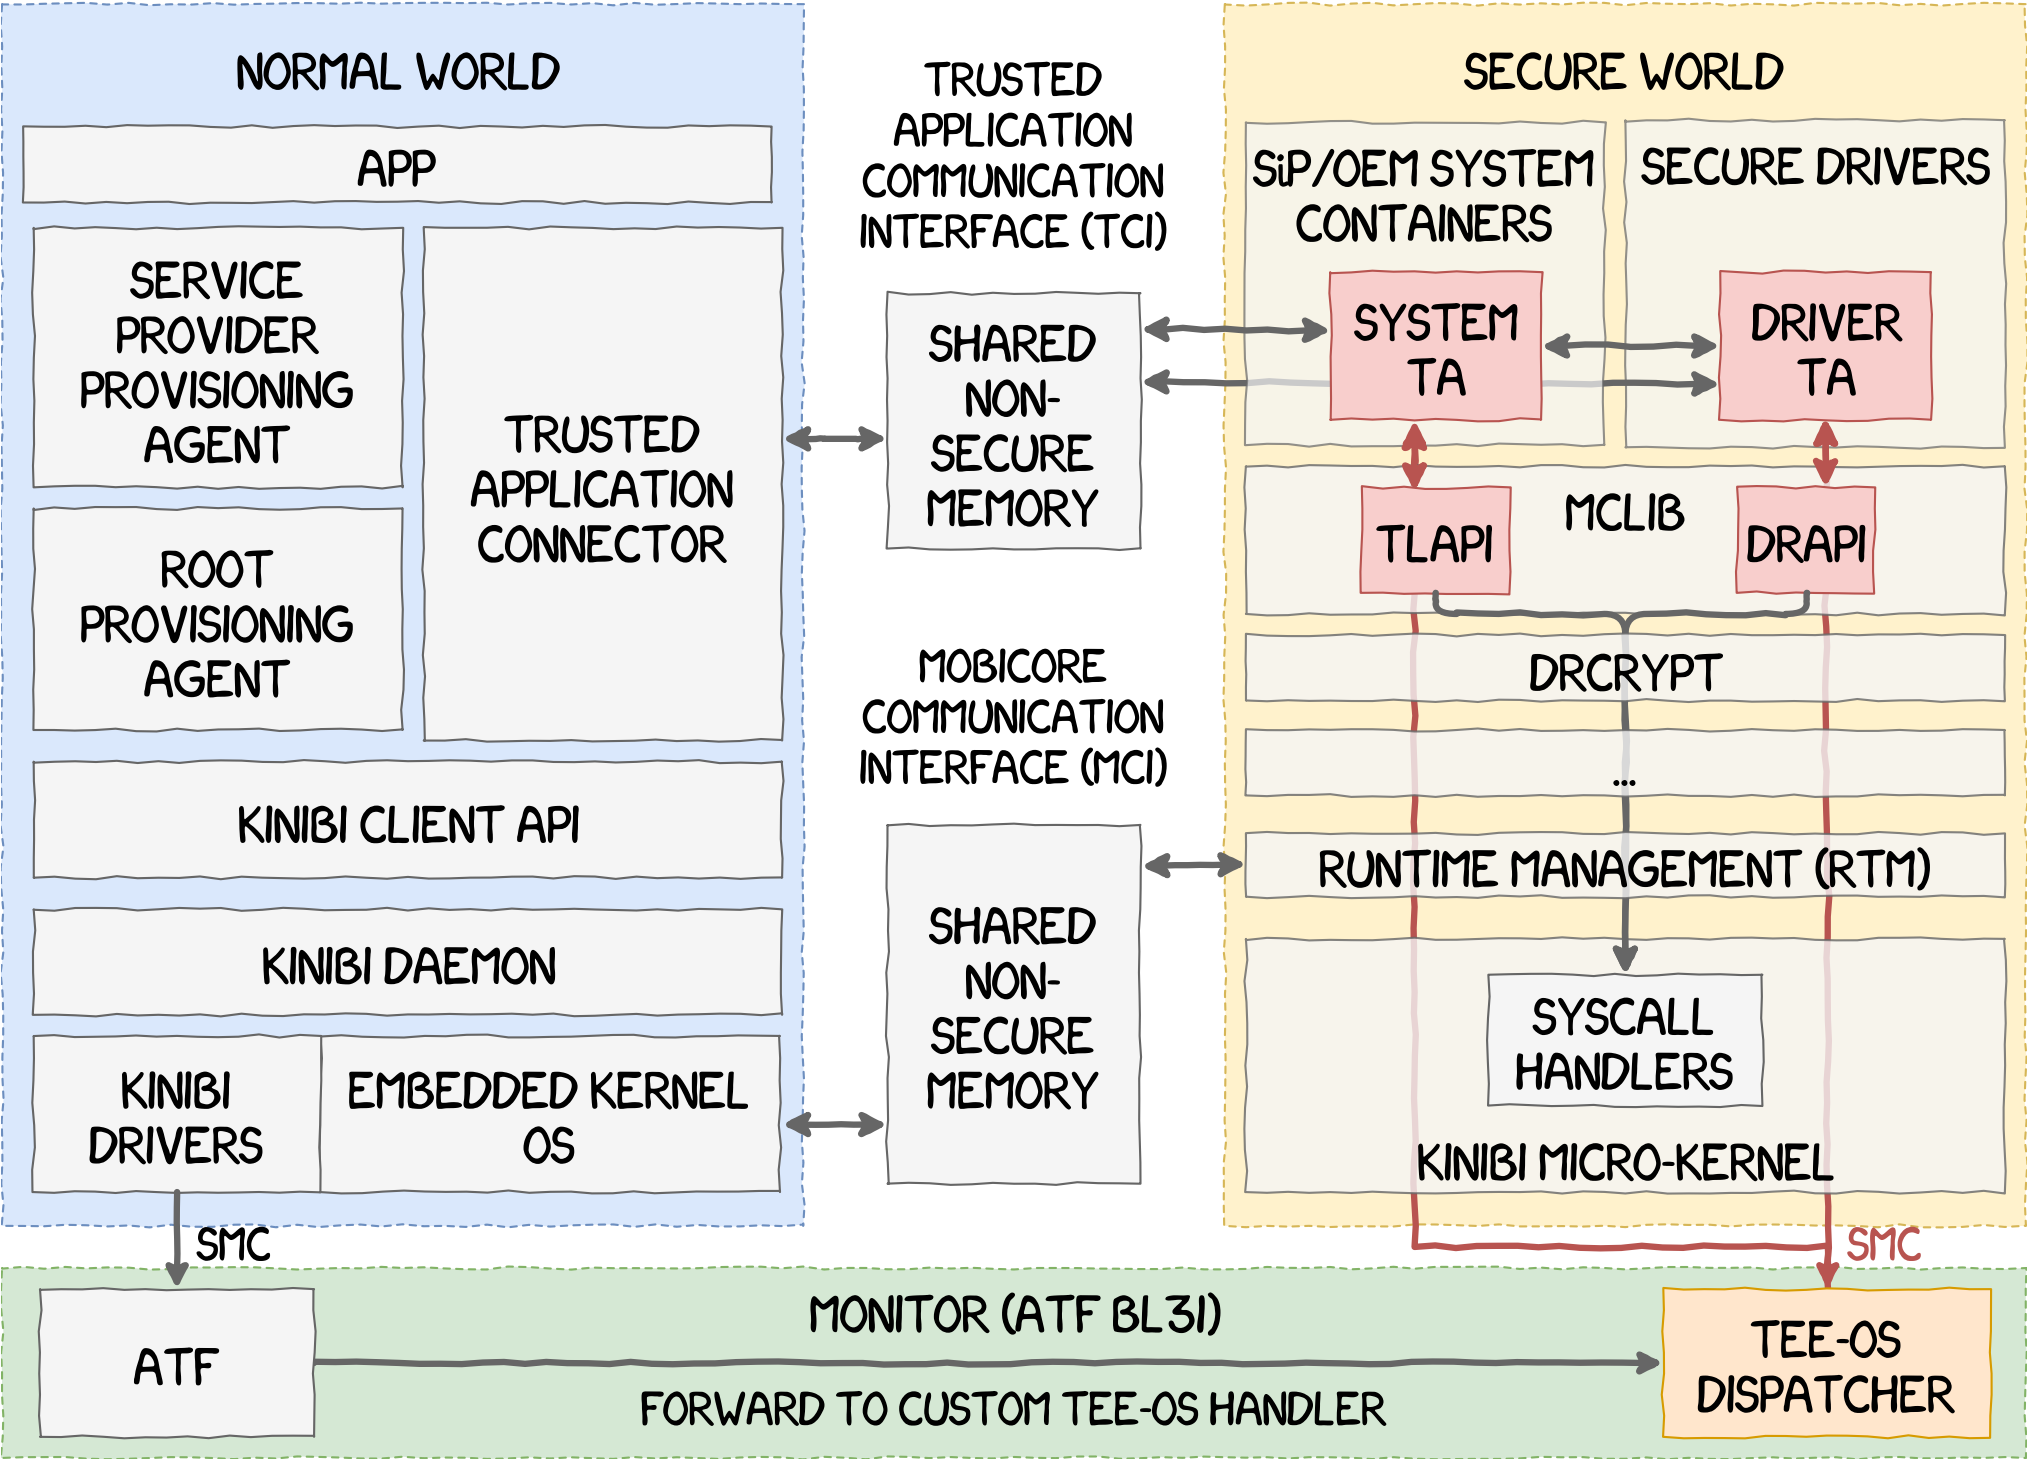 NORMAL WORLD
APP
SERVICE
PROVIDER
PROVISIONING
AGENT
ROOT
PROVISIONING
AGENT
TRUSTED
APPLICATION
CONNECTOR
KINIBI CLIENT API
KINIBI DAEMON
KINIBI
DRIVERS
EMBEDDED KERNEL
OS
SMC
TRUSTED
APPLICATION
COMMUNICATION
INTERFACE (TCI)
SHARED
NON-
SECURE
MEMORY
MOBICORE
COMMUNICATION
INTERFACE (MCI)
SHARED
NON-
SECURE
MEMORY
SECURE WORLD
SiP/OEM SYSTEM
CONTAINERS
SYSTEM
TA
SECURE DRIVERS
DRIVER
TA
MCLIB
TLAPI
DRAPI
DRCRYPT
...
RUNTIME MANAGEMENT (RTM)
SYSCALL
HANDLERS
KINIBI MICRO-KERNEL
SMC
MONITOR (ATF BL31)
ATF
FORWARD TO CUSTOM TEE-OS HANDLER
TEE-OS
DISPATCHER